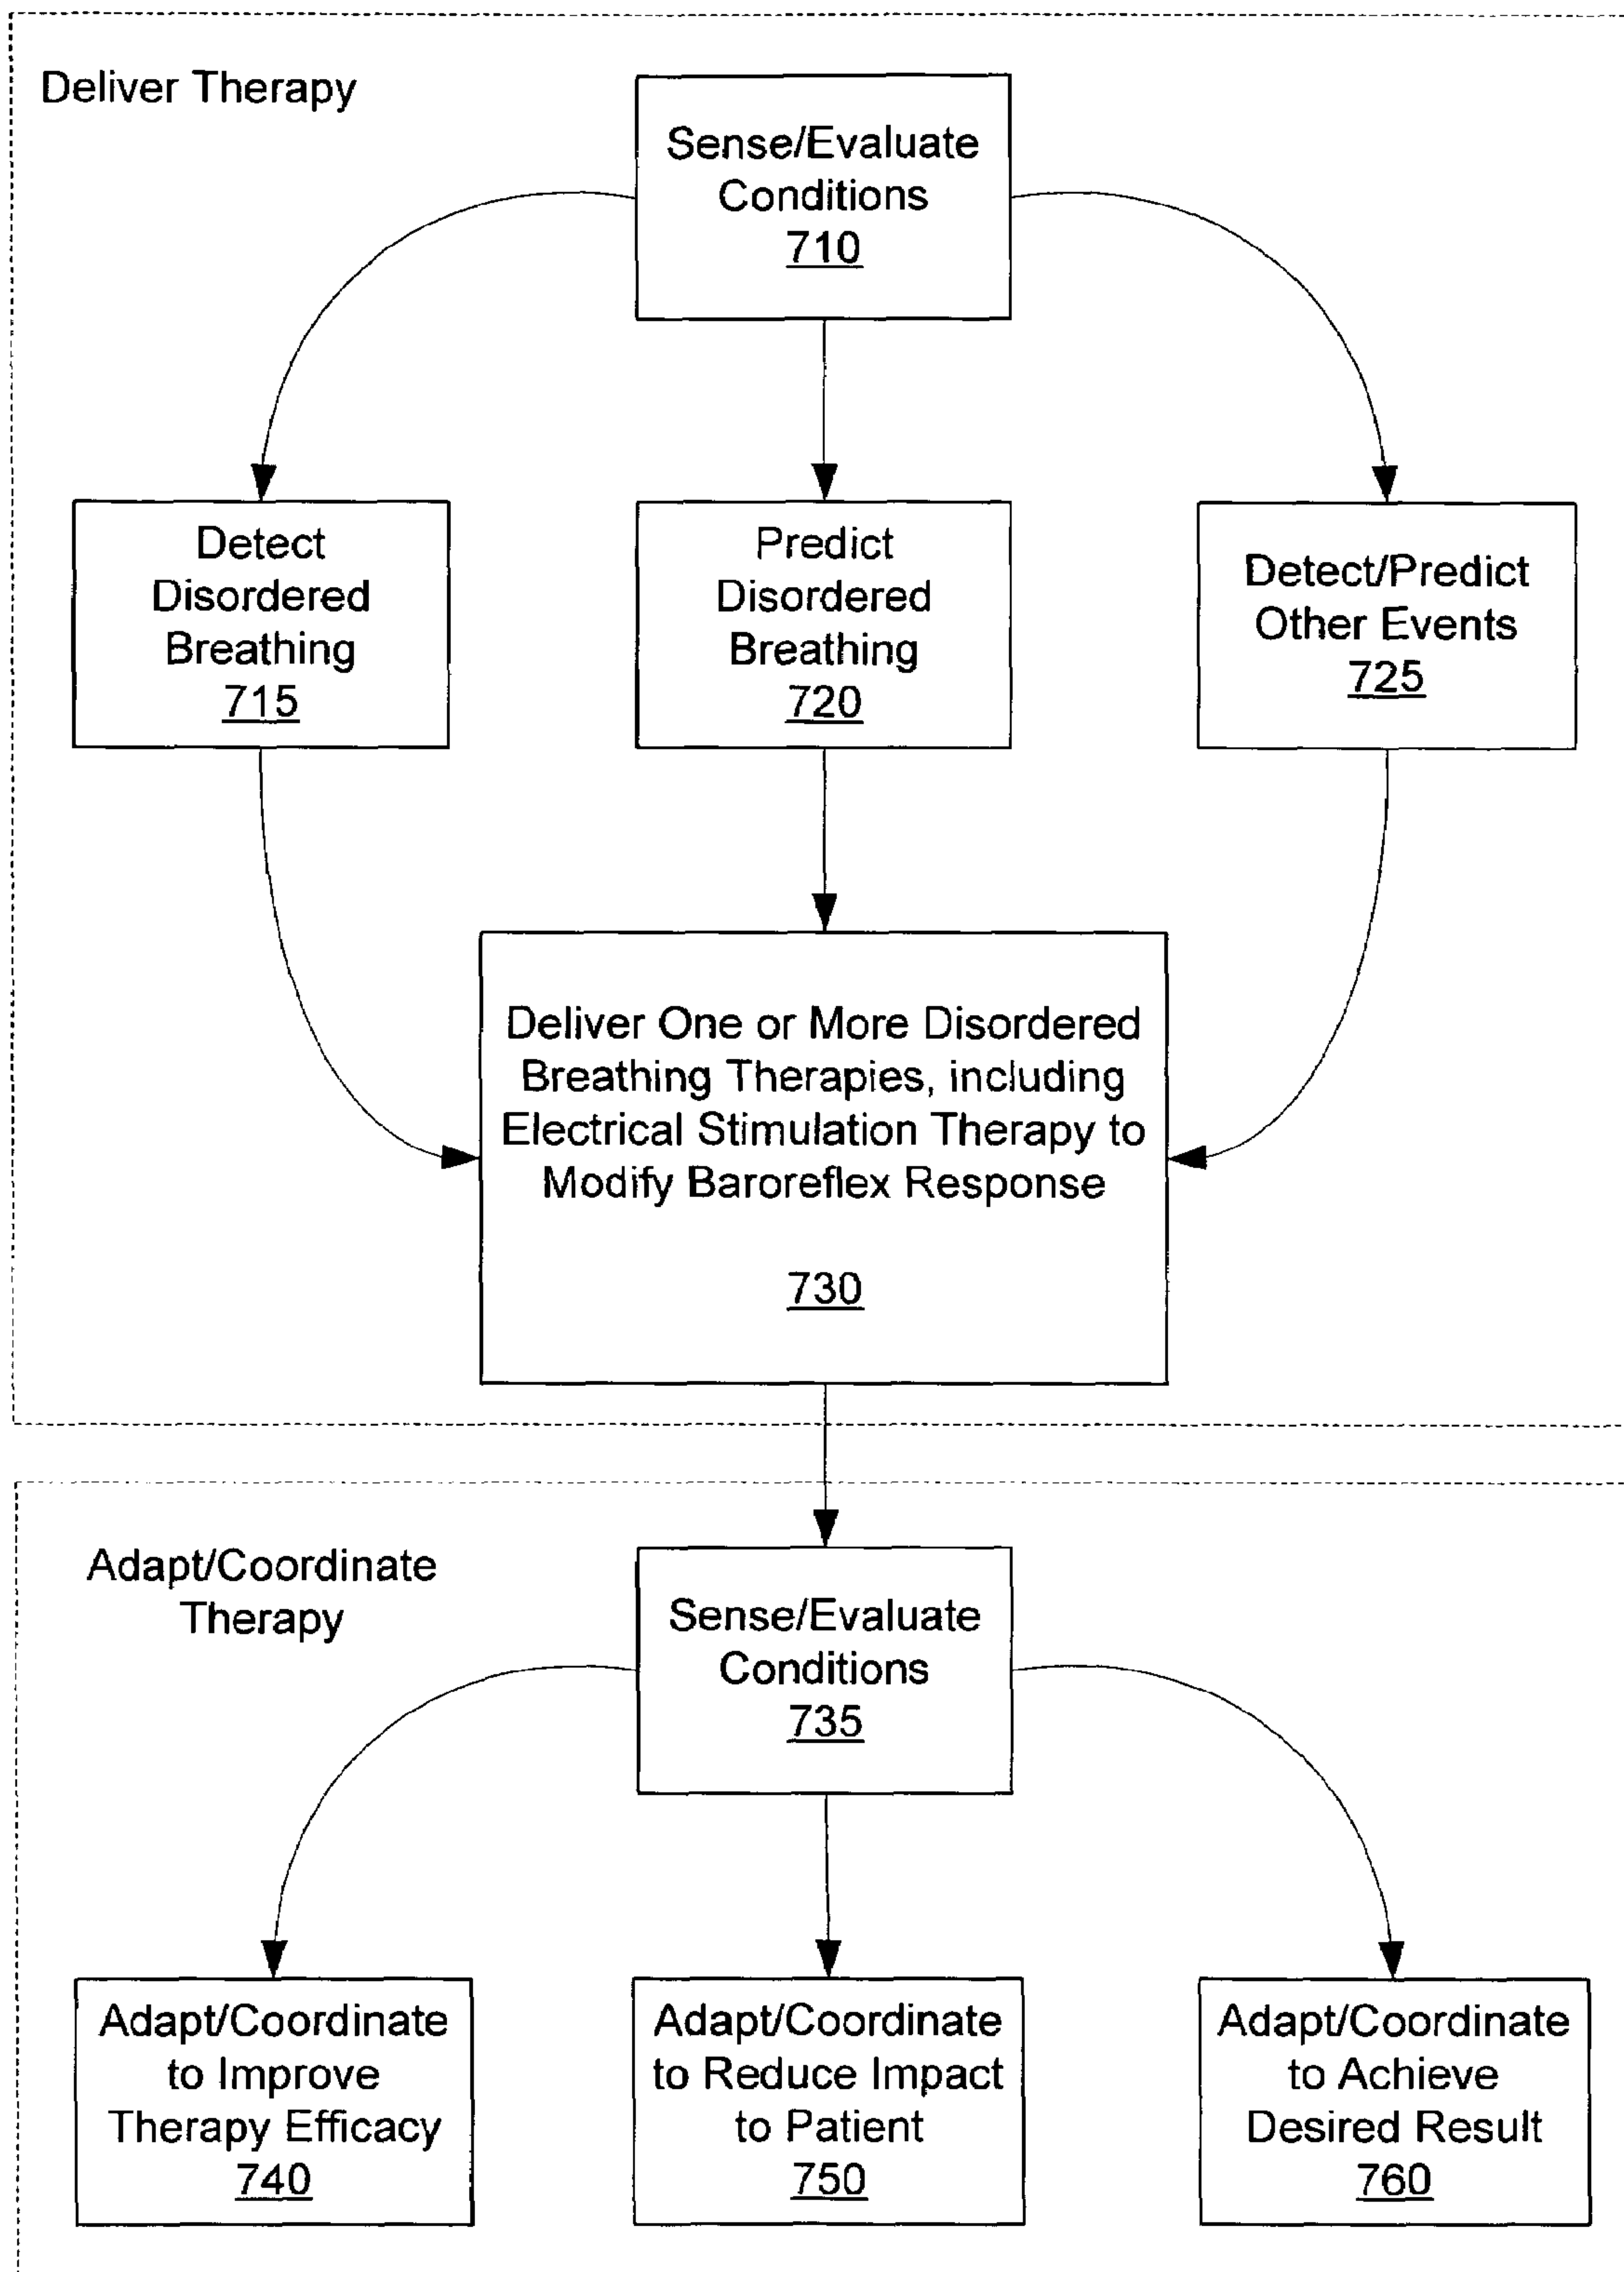 Deliver Therapy
Sense/Evaluate
Conditions
710
Detect
Disordered
Breathing
715
Predict
Disordered
Breathing
720
Detect/Predict
Other Events
725
Deliver One or More Disordered
Breathing Therapies, including
Electrical Stimulation Therapy to
Modify Baroreflex Response
730
Adapt/Coordinate
Therapy
Sense/Evaluate
Conditions
735
Adapt/Coordinate
to Improve
Therapy Efficacy
740
Adapt/Coordinate
to Reduce Impact
to Patient
750
Adapt/Coordinate
to Achieve
Desired Result
760